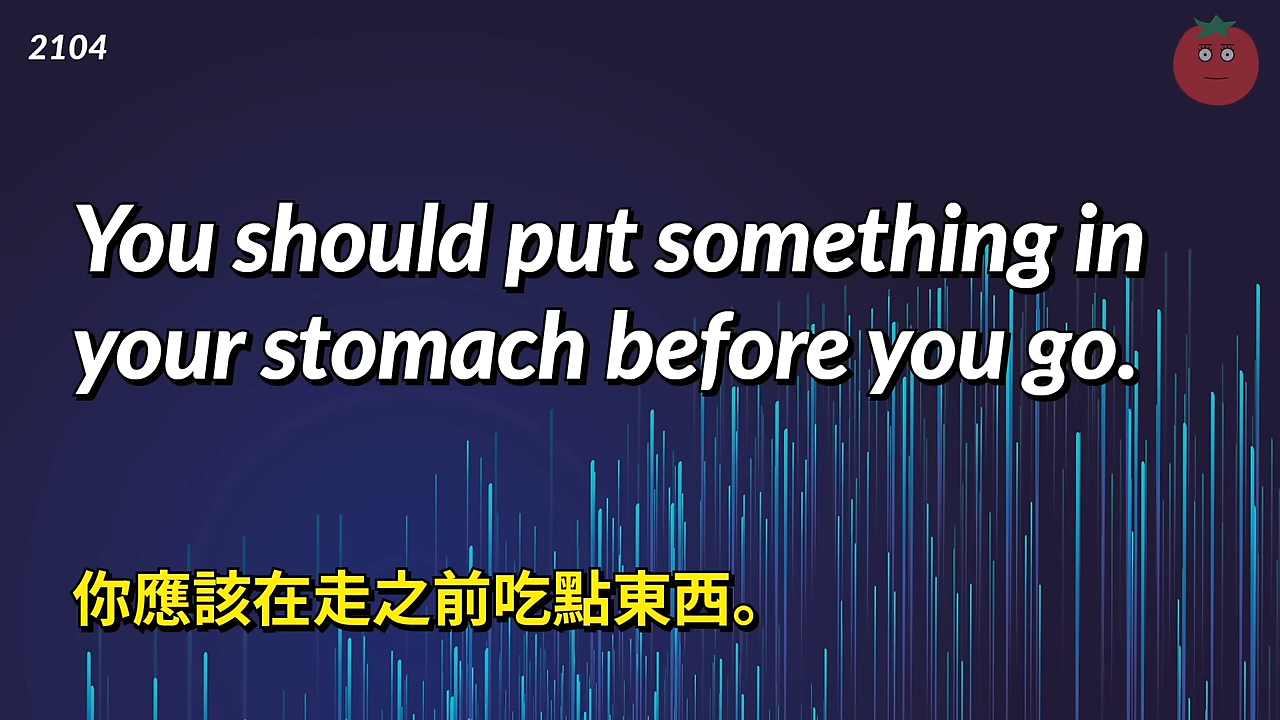 2104
You should put something in
your stomach before you go.
你應該在走之前吃點東西。